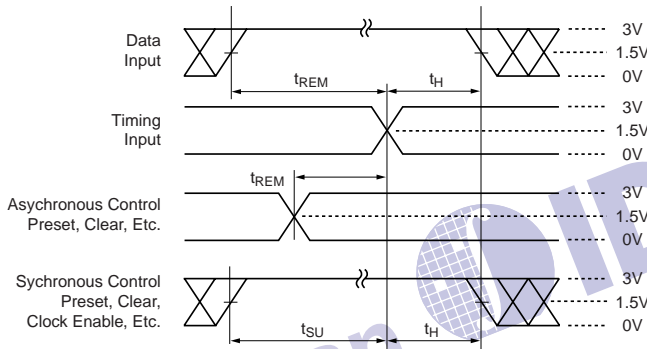 Data
Input
3V
1.5V
0V
tREM
tH
Timing
Input
3V
1.5V
0V
tREM
Asychronous Control
Preset, Clear, Etc.
3V
1.5V
0V
Sychronous Control
Preset, Clear,
Clock Enable, Etc.
3V
1.5V
0V
tSU
tH